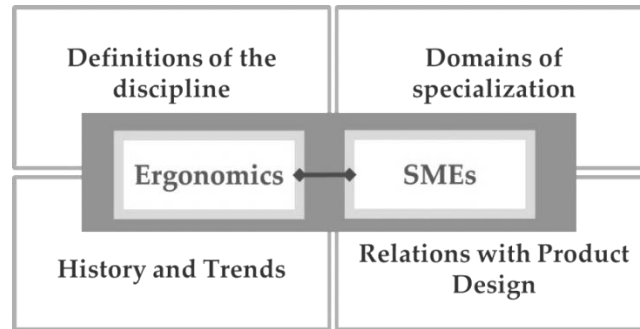 Definitions of the
discipline
Domains of
specialization
Ergonomics
SMEs
History and Trends
Relations with Product
Design